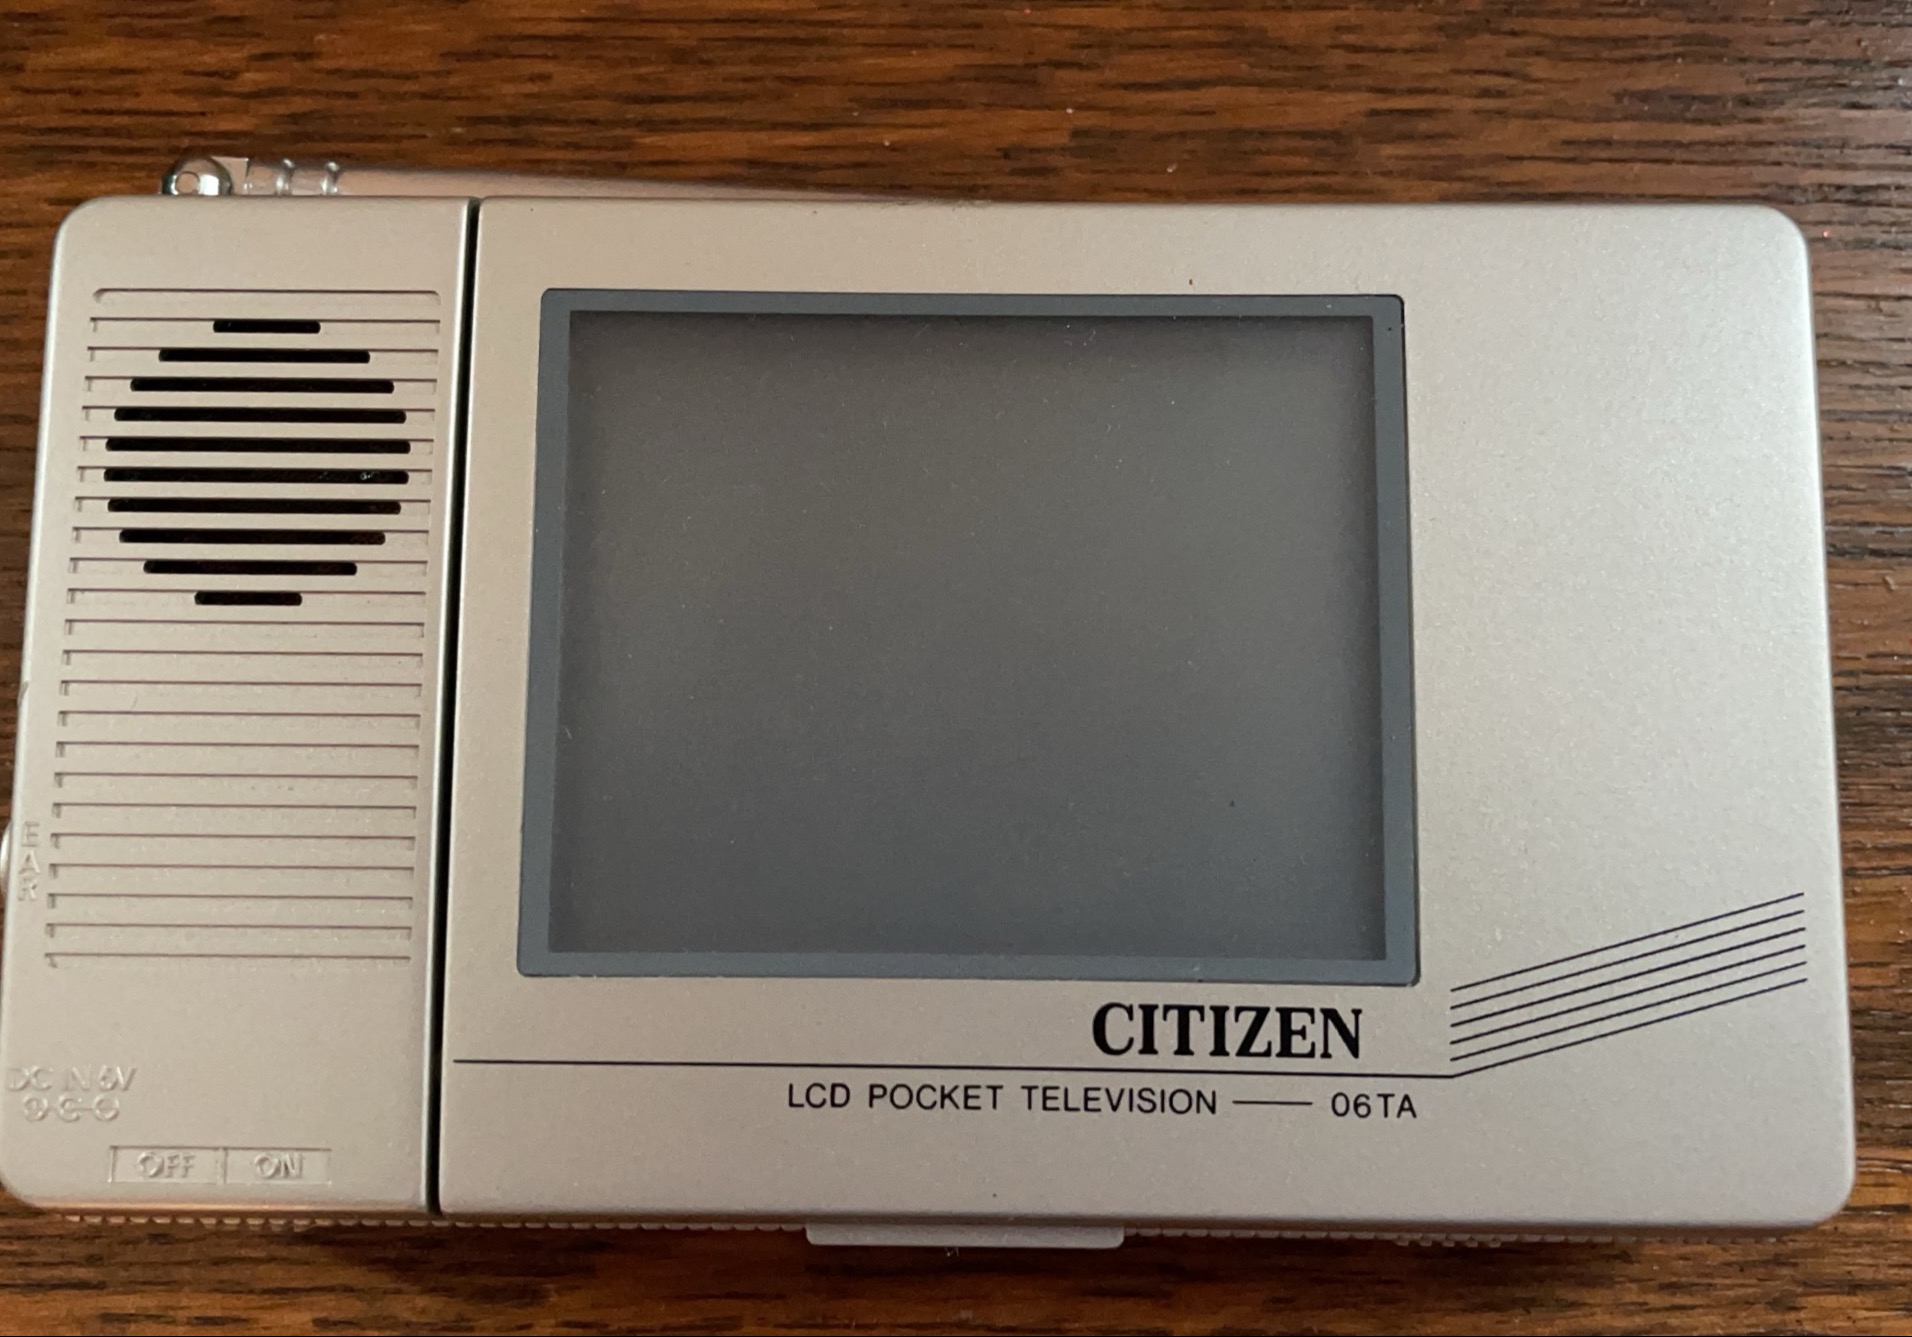 EAR
DC IN 6V
OFF ON
CITIZEN
LCD POCKET TELEVISION — 06TA